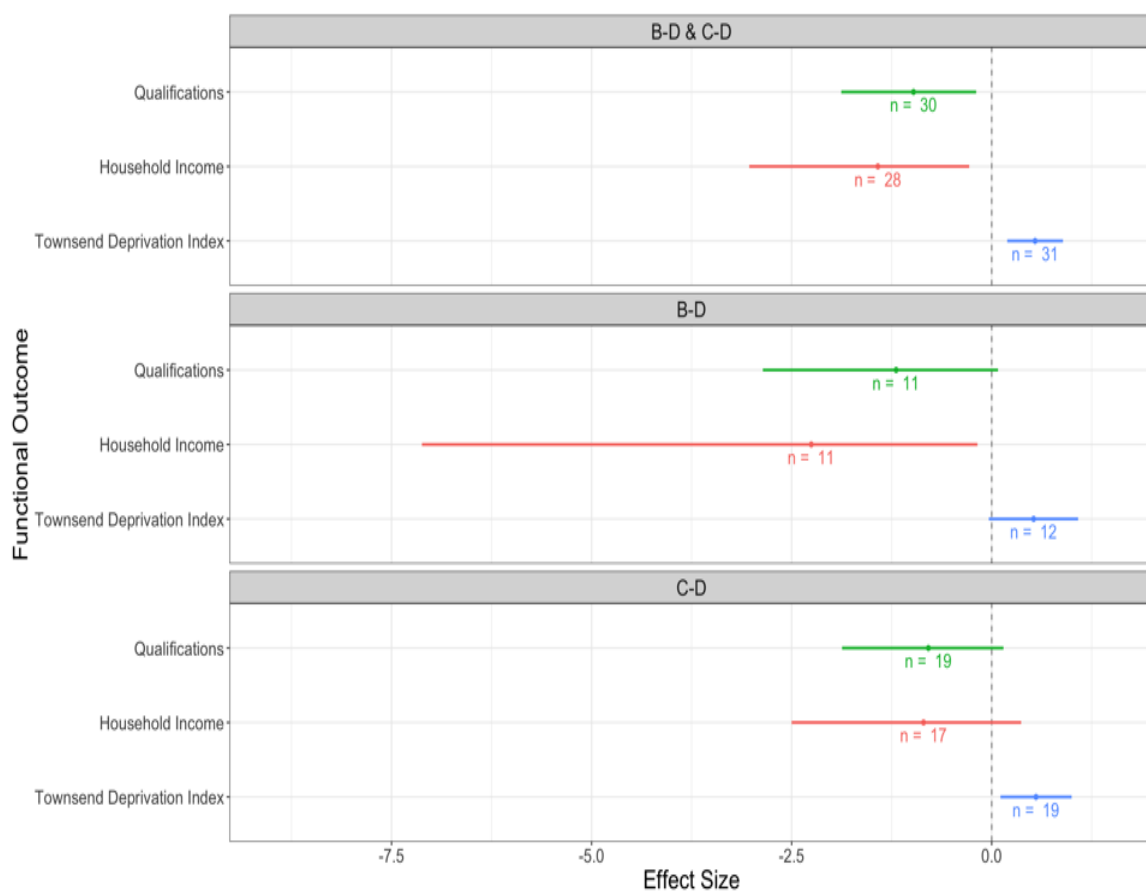 B-D & C-D
Qualifications
n = 30
Household Income
n = 28
Townsend Deprivation Index
n = 31
B-D
Qualifications
n = 11
Household Income
n = 11
Townsend Deprivation Index
n = 12
C-D
Qualifications
n = 19
Household Income
n = 17
Townsend Deprivation Index
n = 19
Functional Outcome
-7.5 -5.0 -2.5 0.0
Effect Size